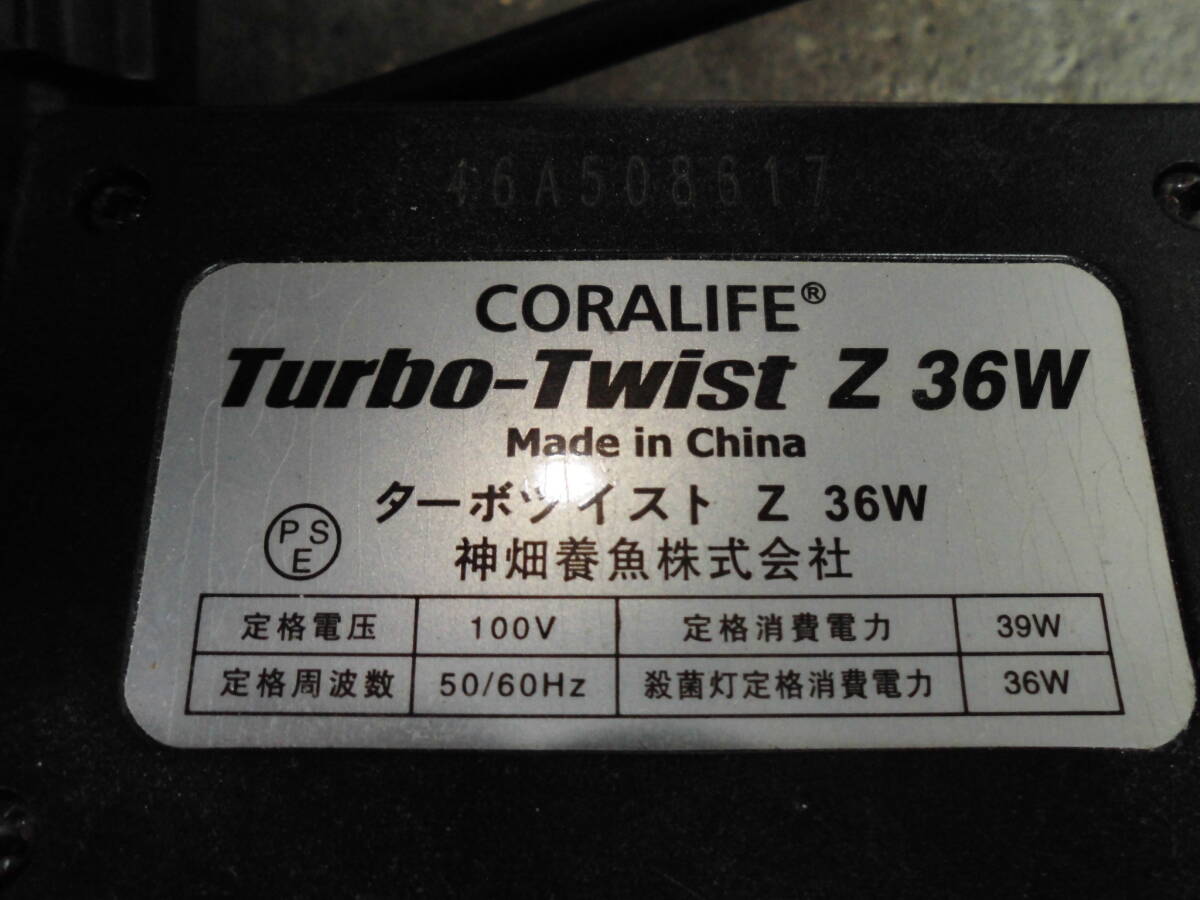 46A508617
CORALIFE®
Turbo-Twist Z 36W
Made in China
ターボツイスト Z 36W
PSE
神畑養魚株式会社
定格電圧 100V 定格消費電力 39W
定格周波数 50/60Hz 殺菌灯定格消費電力 36W